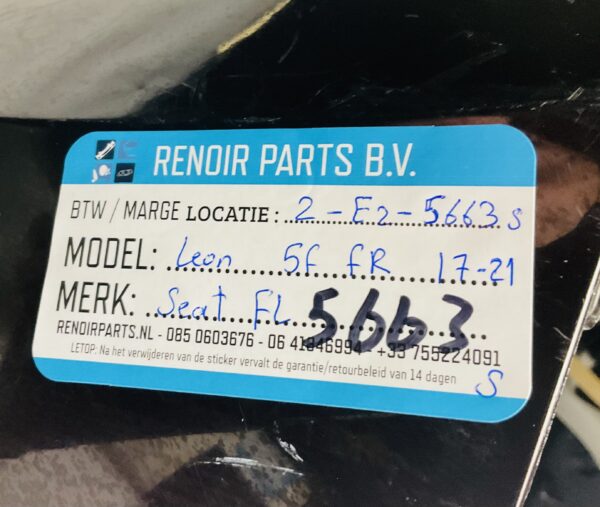 RENOIR PARTS B.V.
BTW / MARGE LOCATIE: 2-E2-5663 s
MODEL: Leon 5f fR 17-21
MERK: Seat FL 5663
RENOIRPARTS.NL - 085 0603676 - 06 41846994 - +33 755224091
LETOP: Na het verwijderen van de sticker vervalt de garantie/retourbeleid van 14 dagen
S